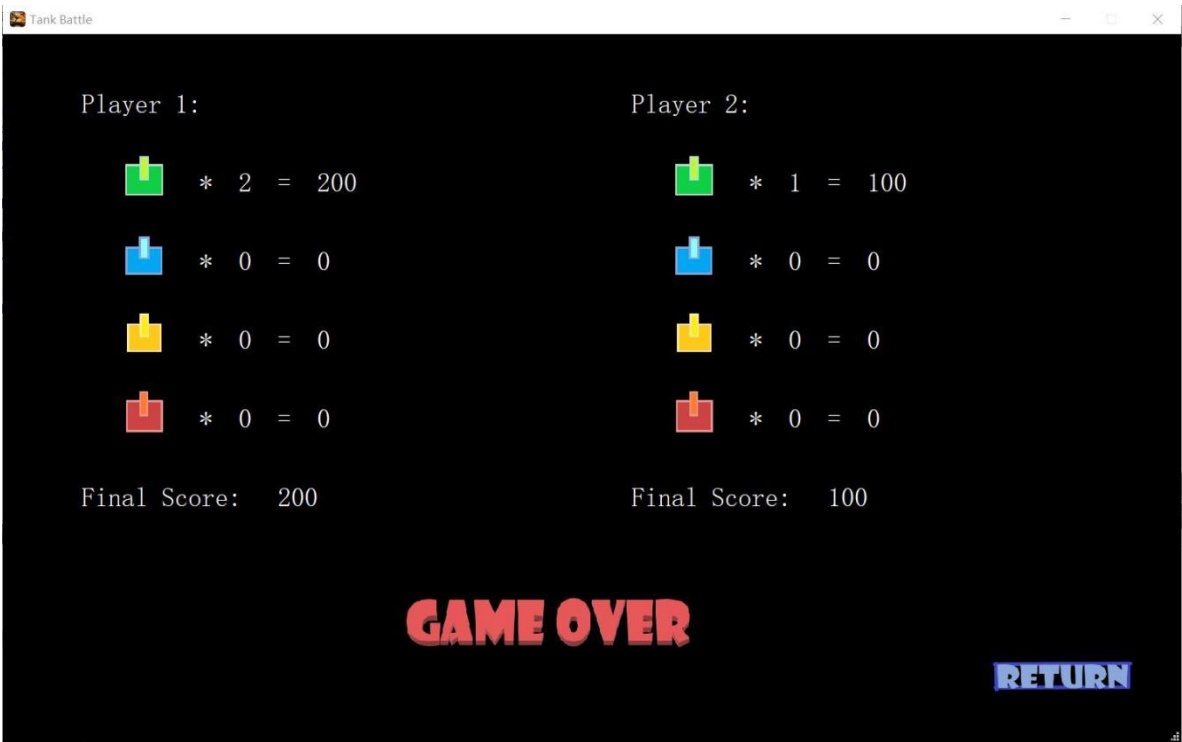 Tank Battle
Player 1:
* 2 = 200
* 0 = 0
* 0 = 0
* 0 = 0
Final Score: 200
Player 2:
* 1 = 100
* 0 = 0
* 0 = 0
* 0 = 0
Final Score: 100
GAME OVER
RETURN